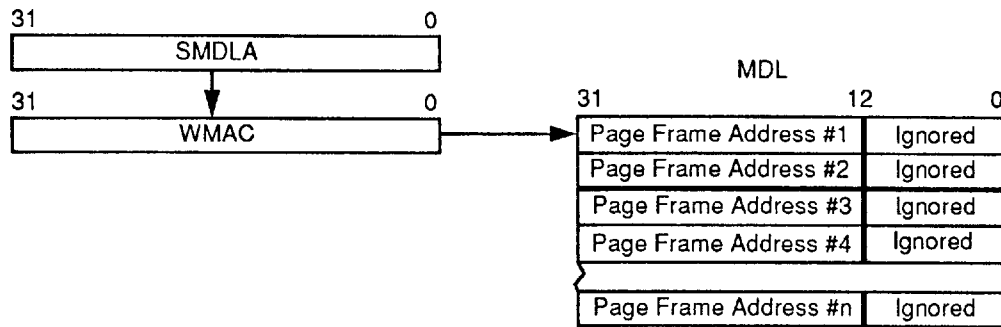 31 0
SMDLA
31 0
WMAC
MDL
31 12 0
Page Frame Address #1 Ignored
Page Frame Address #2 Ignored
Page Frame Address #3 Ignored
Page Frame Address #4 Ignored
Page Frame Address #n Ignored